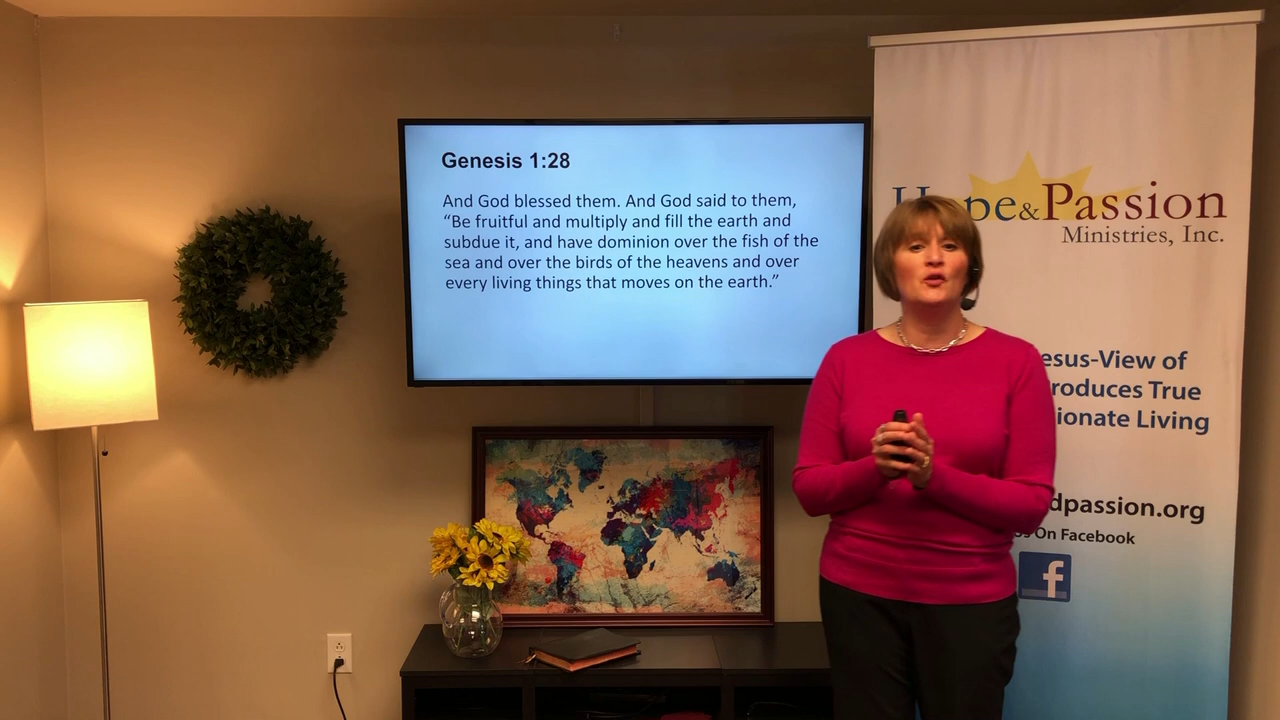 Genesis 1:28
And God blessed them. And God said to them,
“Be fruitful and multiply and fill the earth and
subdue it, and have dominion over the fish of the
sea and over the birds of the heavens and over
every living things that moves on the earth.”
Hope&Passion
Ministries, Inc.
esus-View of
roduces True
ionate Living
dpassion.org
On Facebook
f